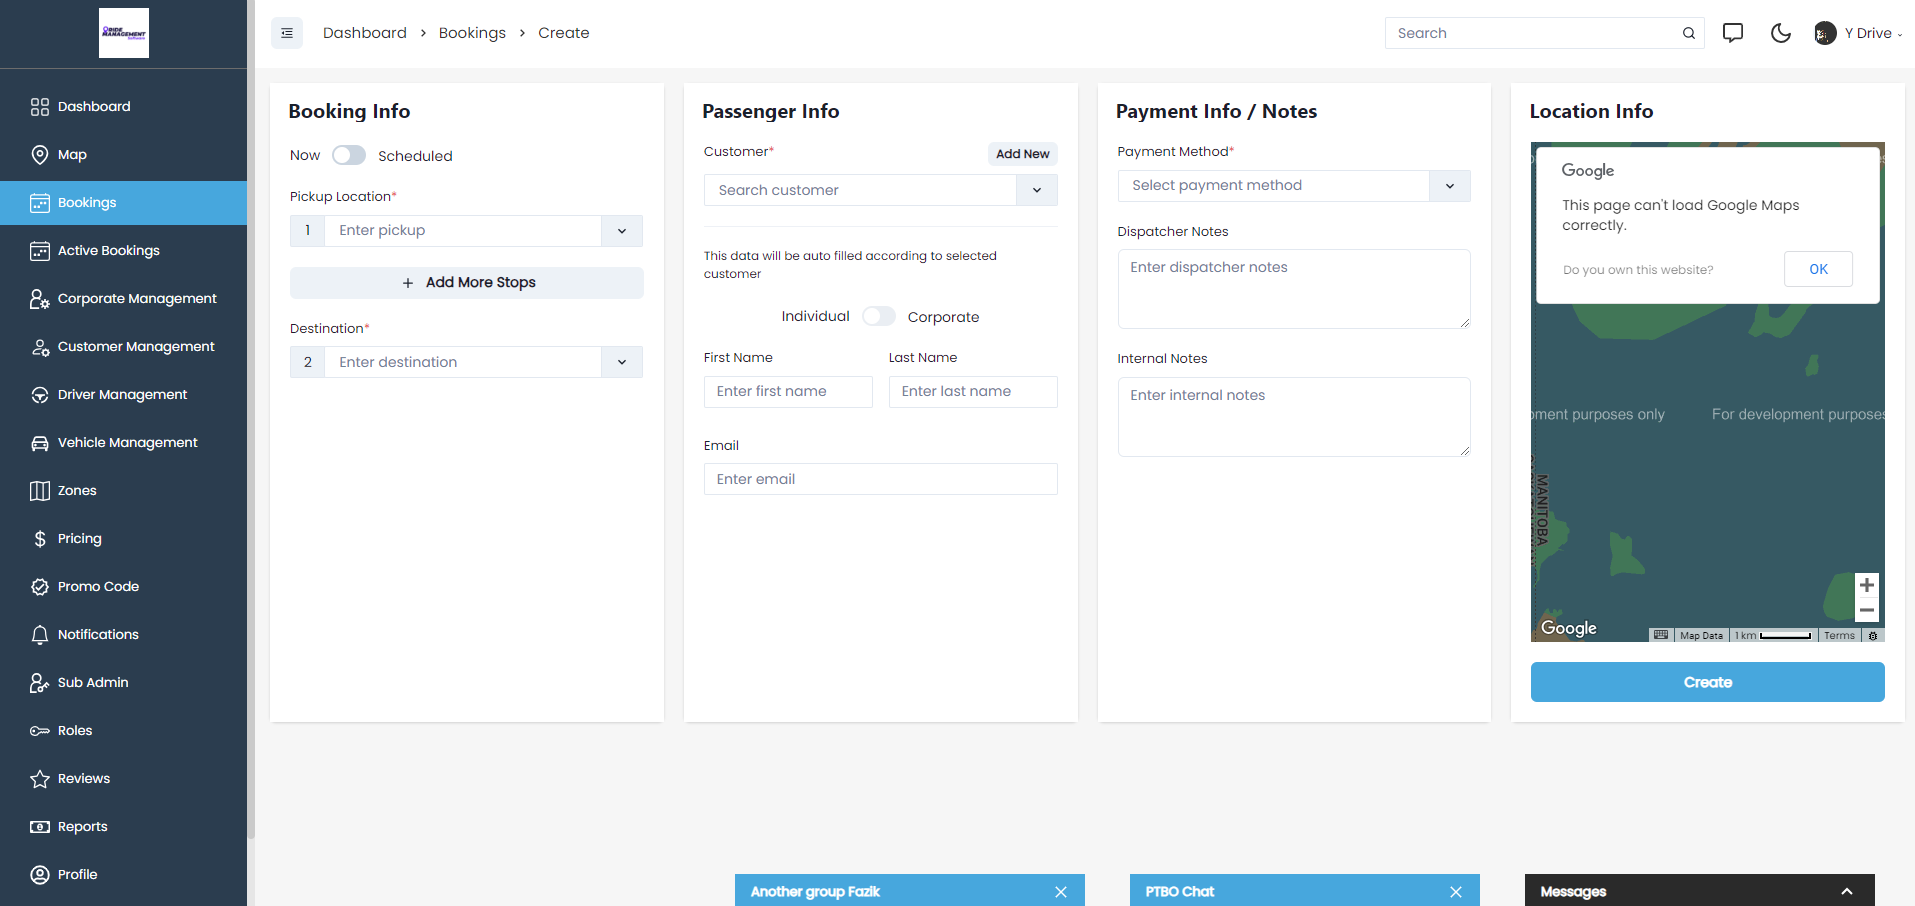 RIDE
MANAGEMENT
Software
Dashboard
Map
Bookings
Active Bookings
Corporate Management
Customer Management
Driver Management
Vehicle Management
Zones
Pricing
Promo Code
Notifications
Sub Admin
Roles
Reviews
Reports
Profile
Dashboard > Bookings > Create
Search
Y Drive
Booking Info
Now Scheduled
Pickup Location*
1 Enter pickup
+ Add More Stops
Destination*
2 Enter destination
Passenger Info
Customer* Add New
Search customer
This data will be auto filled according to selected
customer
Individual Corporate
First Name Last Name
Enter first name Enter last name
Email
Enter email
Payment Info / Notes
Payment Method*
Select payment method
Dispatcher Notes
Enter dispatcher notes
Internal Notes
Enter internal notes
Location Info
Google
This page can't load Google Maps
correctly.
Do you own this website? OK
pment purposes only For development purposes
MANITOBA
Google
Map Data 1 km Terms
Create
Another group Fazik
PTBO Chat
Messages